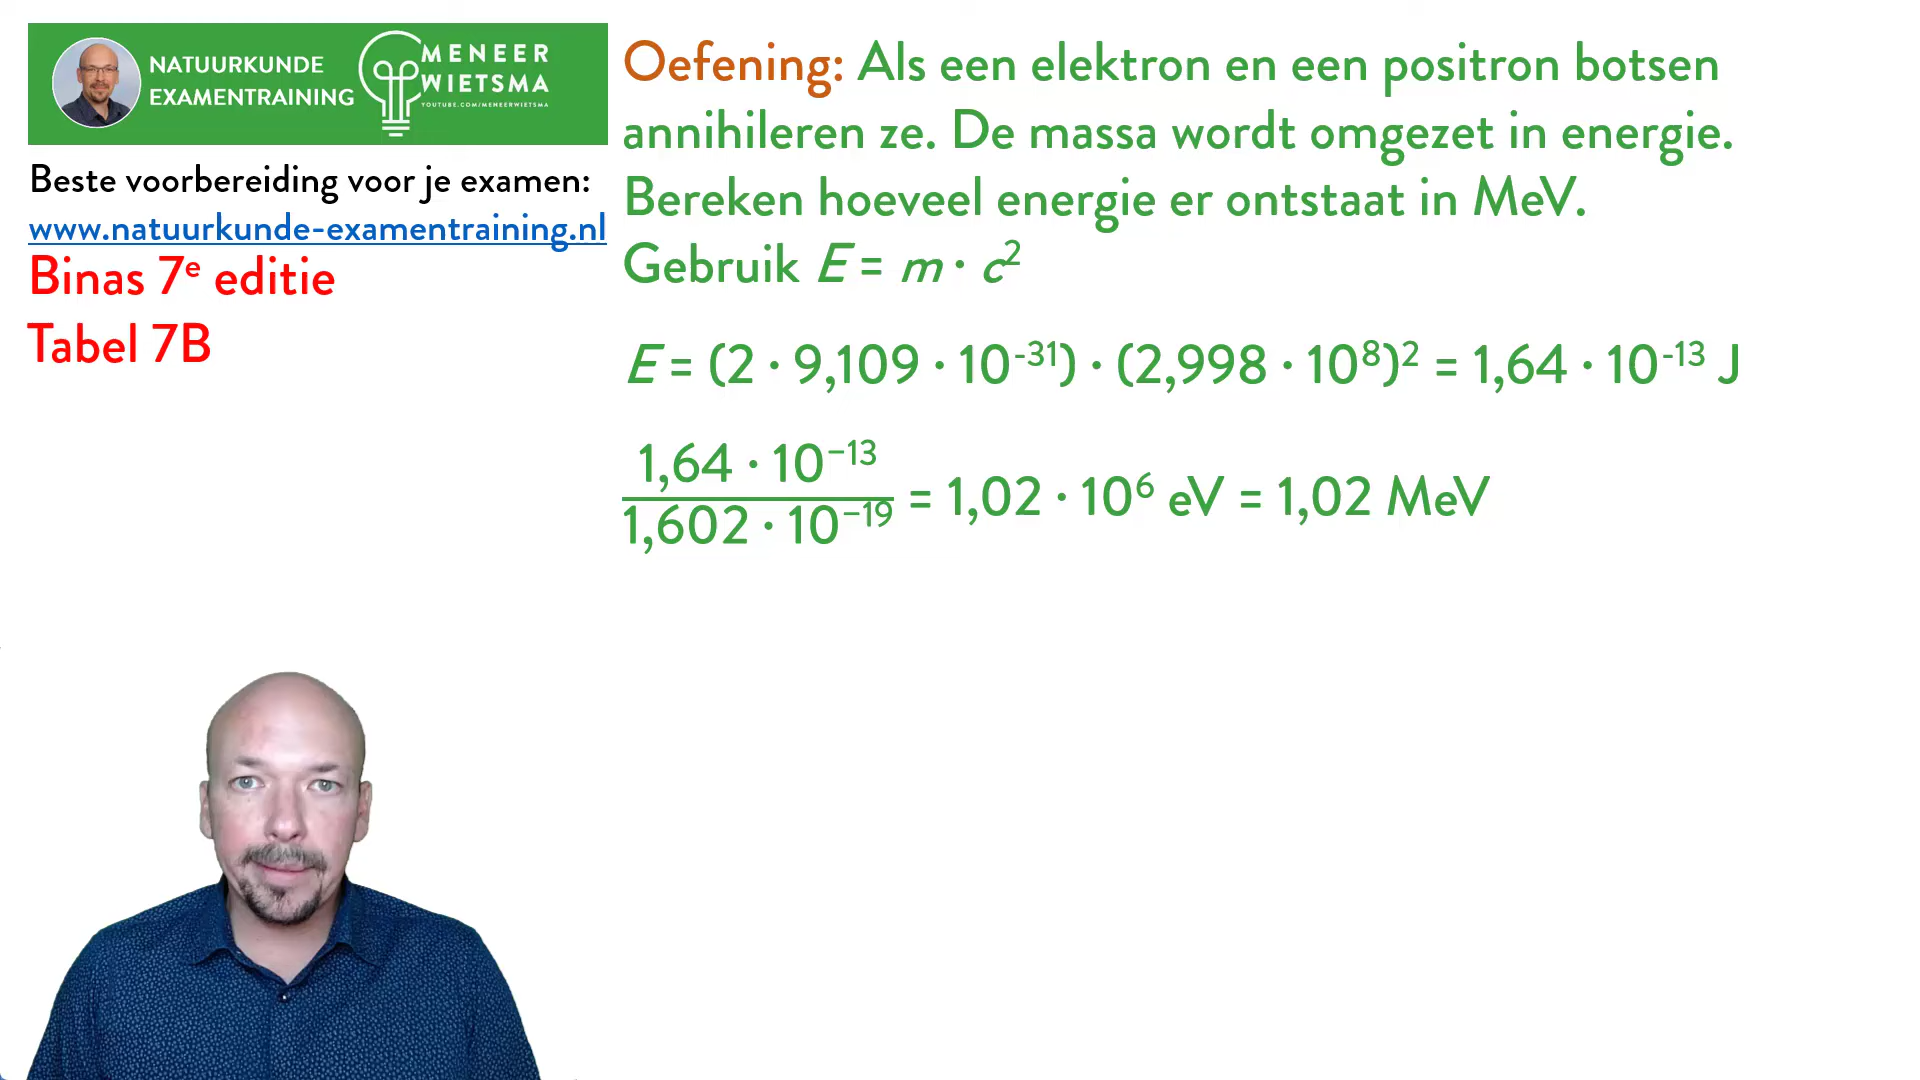 NATUURKUNDE
EXAMENTRAINING
MENEER
WIETSMA
YOUTUBE.COM/MENEERWIETSMA
Beste voorbereiding voor je examen:
www.natuurkunde-examentraining.nl
Binas 7ᵉ editie
Tabel 7B
Oefening: Als een elektron en een positron botsen
annihileren ze. De massa wordt omgezet in energie.
Bereken hoeveel energie er ontstaat in MeV.
Gebruik E = m · c²
E = (2 · 9,109 · 10⁻³¹) · (2,998 · 10⁸)² = 1,64 · 10⁻¹³ J
1,64 · 10⁻¹³
1,602 · 10⁻¹⁹
= 1,02 · 10⁶ eV = 1,02 MeV